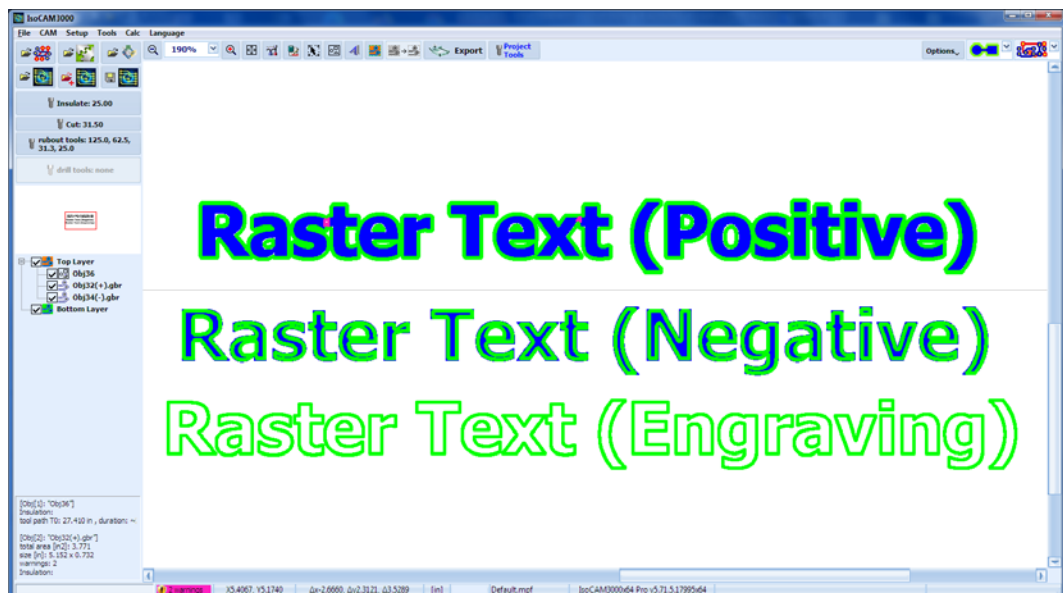 IsoCAM3000
File CAM Setup Tools Calc Language
190% Export Project Tools Options
Insulate: 25.00
Cut: 31.50
rubout tools: 125.0, 62.5,
31.3, 25.0
drill tools: none
Top Layer
Obj36
Obj32(+).gbr
Obj34(-).gbr
Bottom Layer
Raster Text (Positive)
Raster Text (Negative)
Raster Text (Engraving)
[Obj[1]: "Obj36"]
Insulation:
tool path T0: 27.410 in , duration: ~
[Obj[2]: "Obj32(+).gbr"]
total area [in2]: 3.771
size [in]: 5.152 x 0.732
warnings: 2
Insulation:
2 warnings X5.4067, Y5.1740 Δx-2.6660, Δy2.3121, Δ3.5289 [in] Default.mpf IsoCAM3000x64 Pro v5.71.5.17995x64